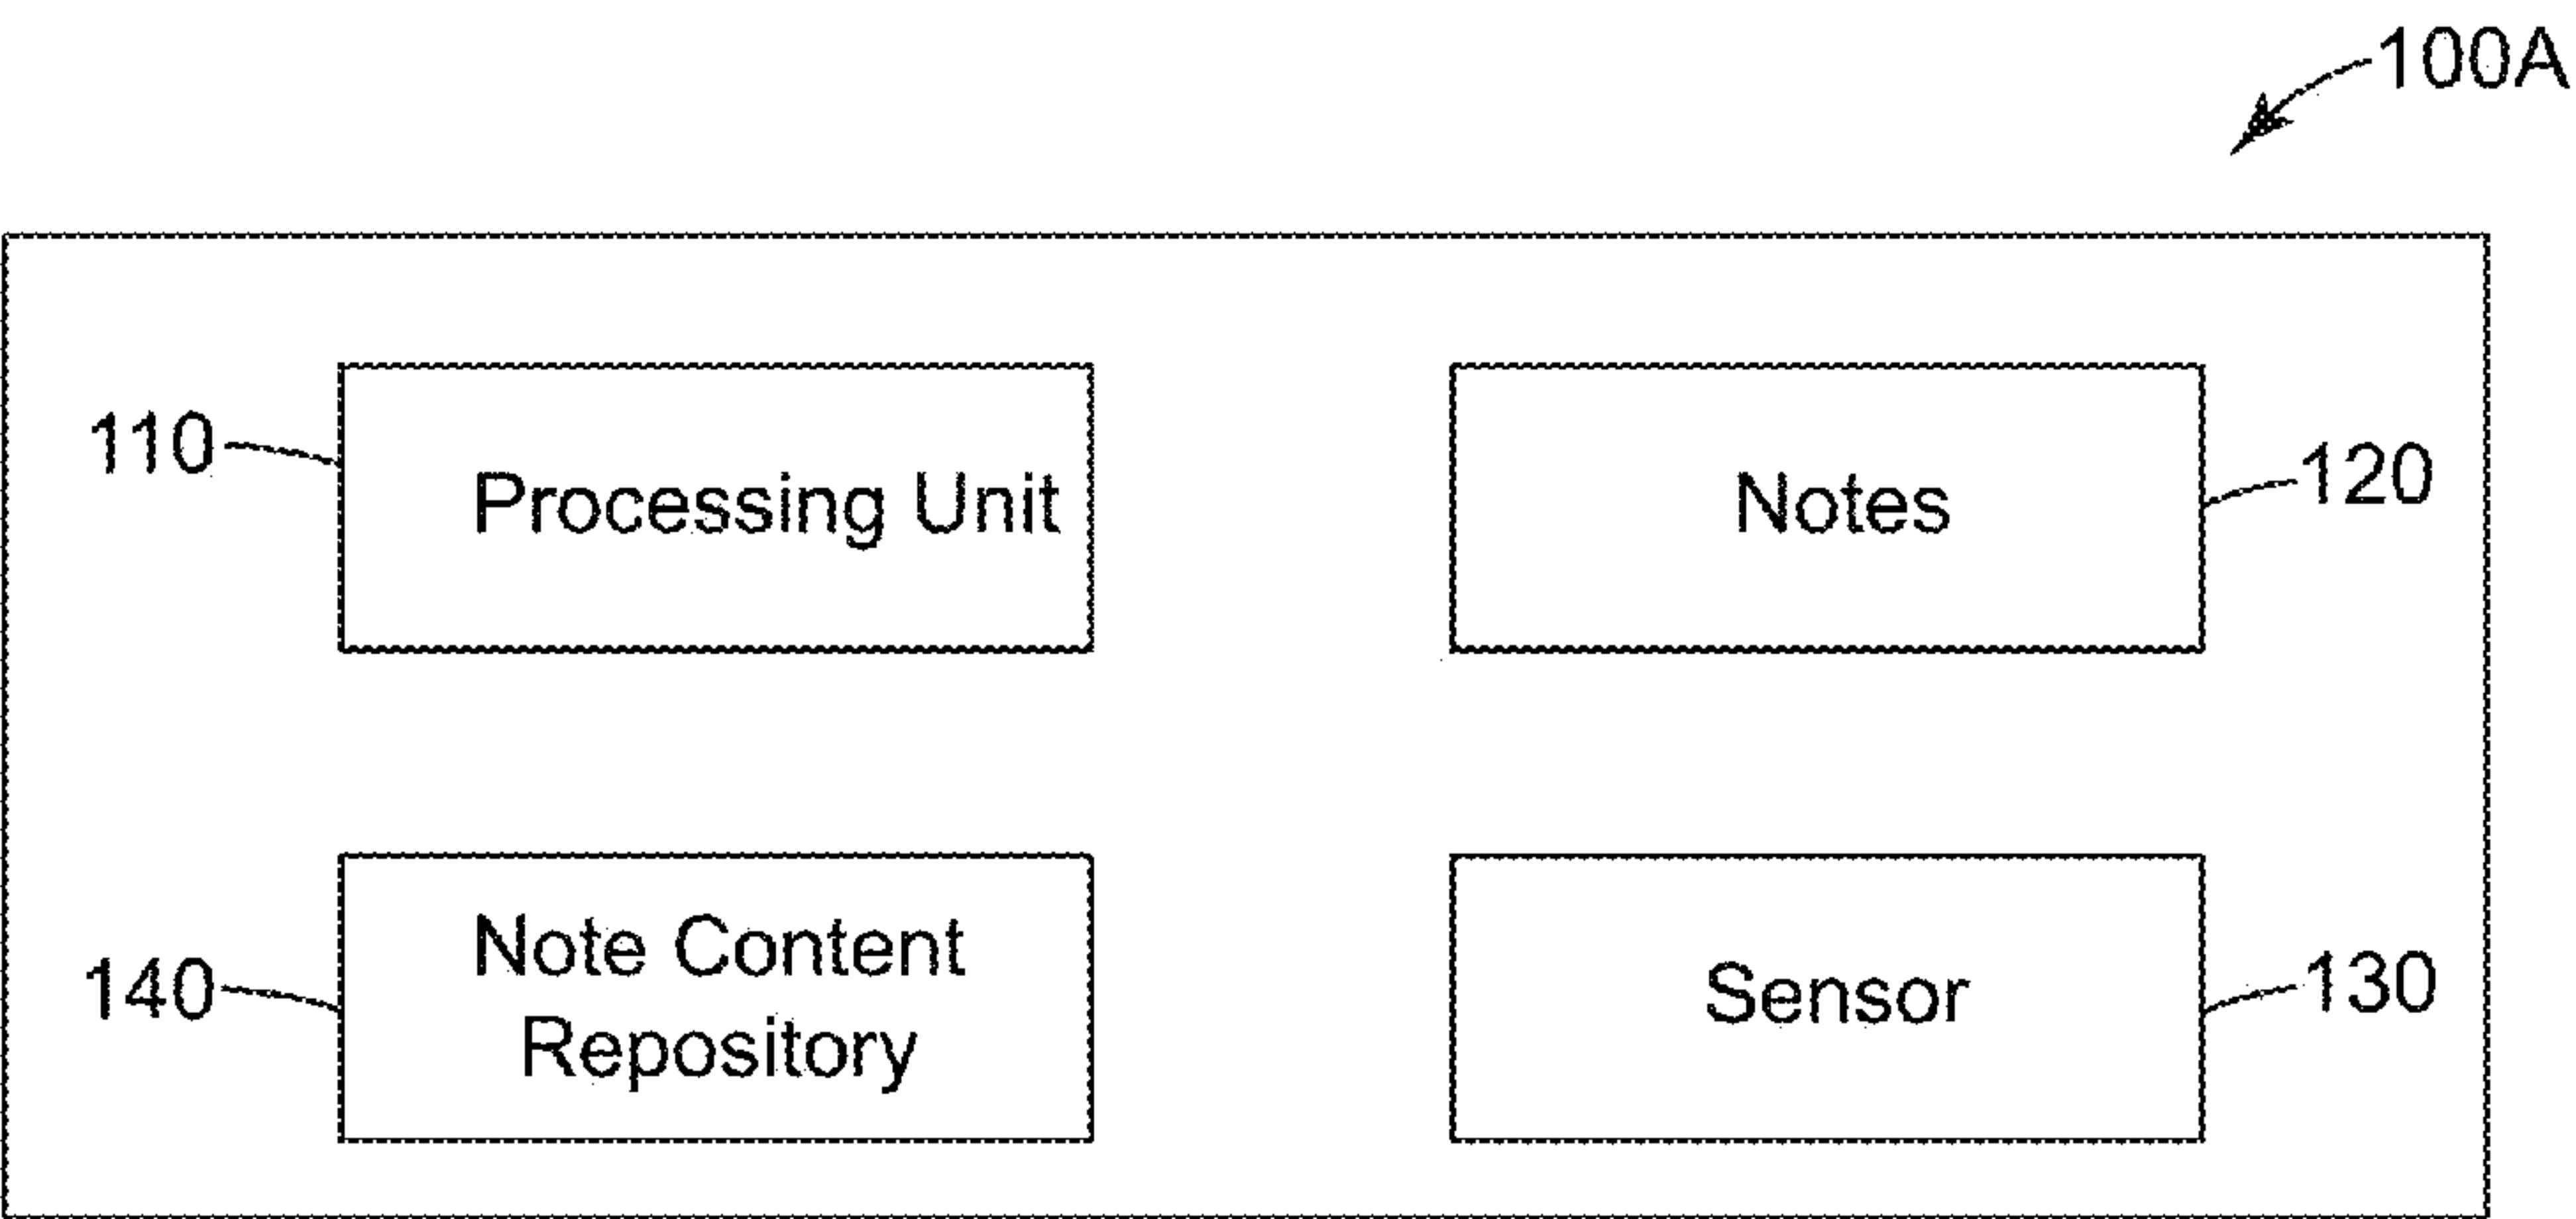 100A
110
Processing Unit
Notes
120
140
Note Content
Repository
Sensor
130